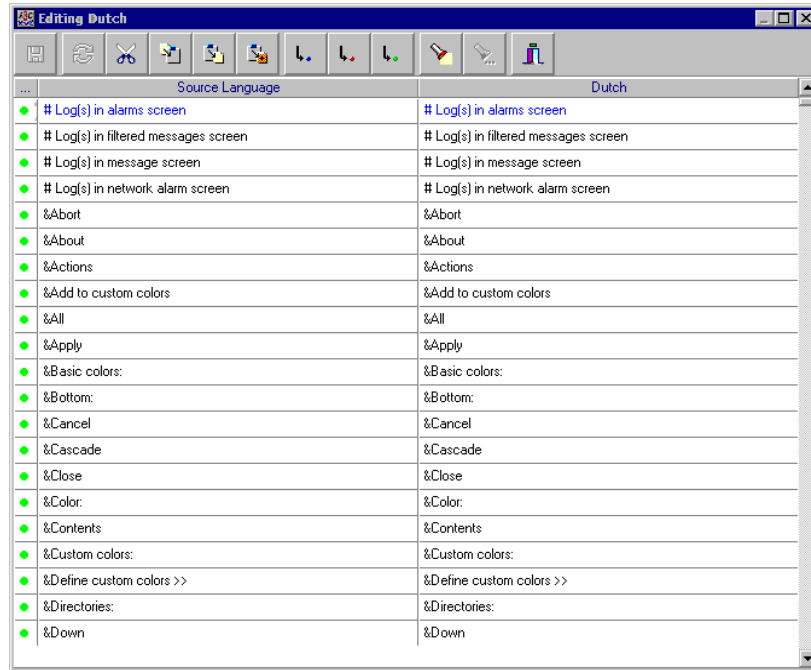 Editing Dutch
... Source Language Dutch
# Log(s) in alarms screen # Log(s) in alarms screen
# Log(s) in filtered messages screen # Log(s) in filtered messages screen
# Log(s) in message screen # Log(s) in message screen
# Log(s) in network alarm screen # Log(s) in network alarm screen
&Abort &Abort
&About &About
&Actions &Actions
&Add to custom colors &Add to custom colors
&All &All
&Apply &Apply
&Basic colors: &Basic colors:
&Bottom: &Bottom:
&Cancel &Cancel
&Cascade &Cascade
&Close &Close
&Color: &Color:
&Contents &Contents
&Custom colors: &Custom colors:
&Define custom colors >> &Define custom colors >>
&Directories: &Directories:
&Down &Down